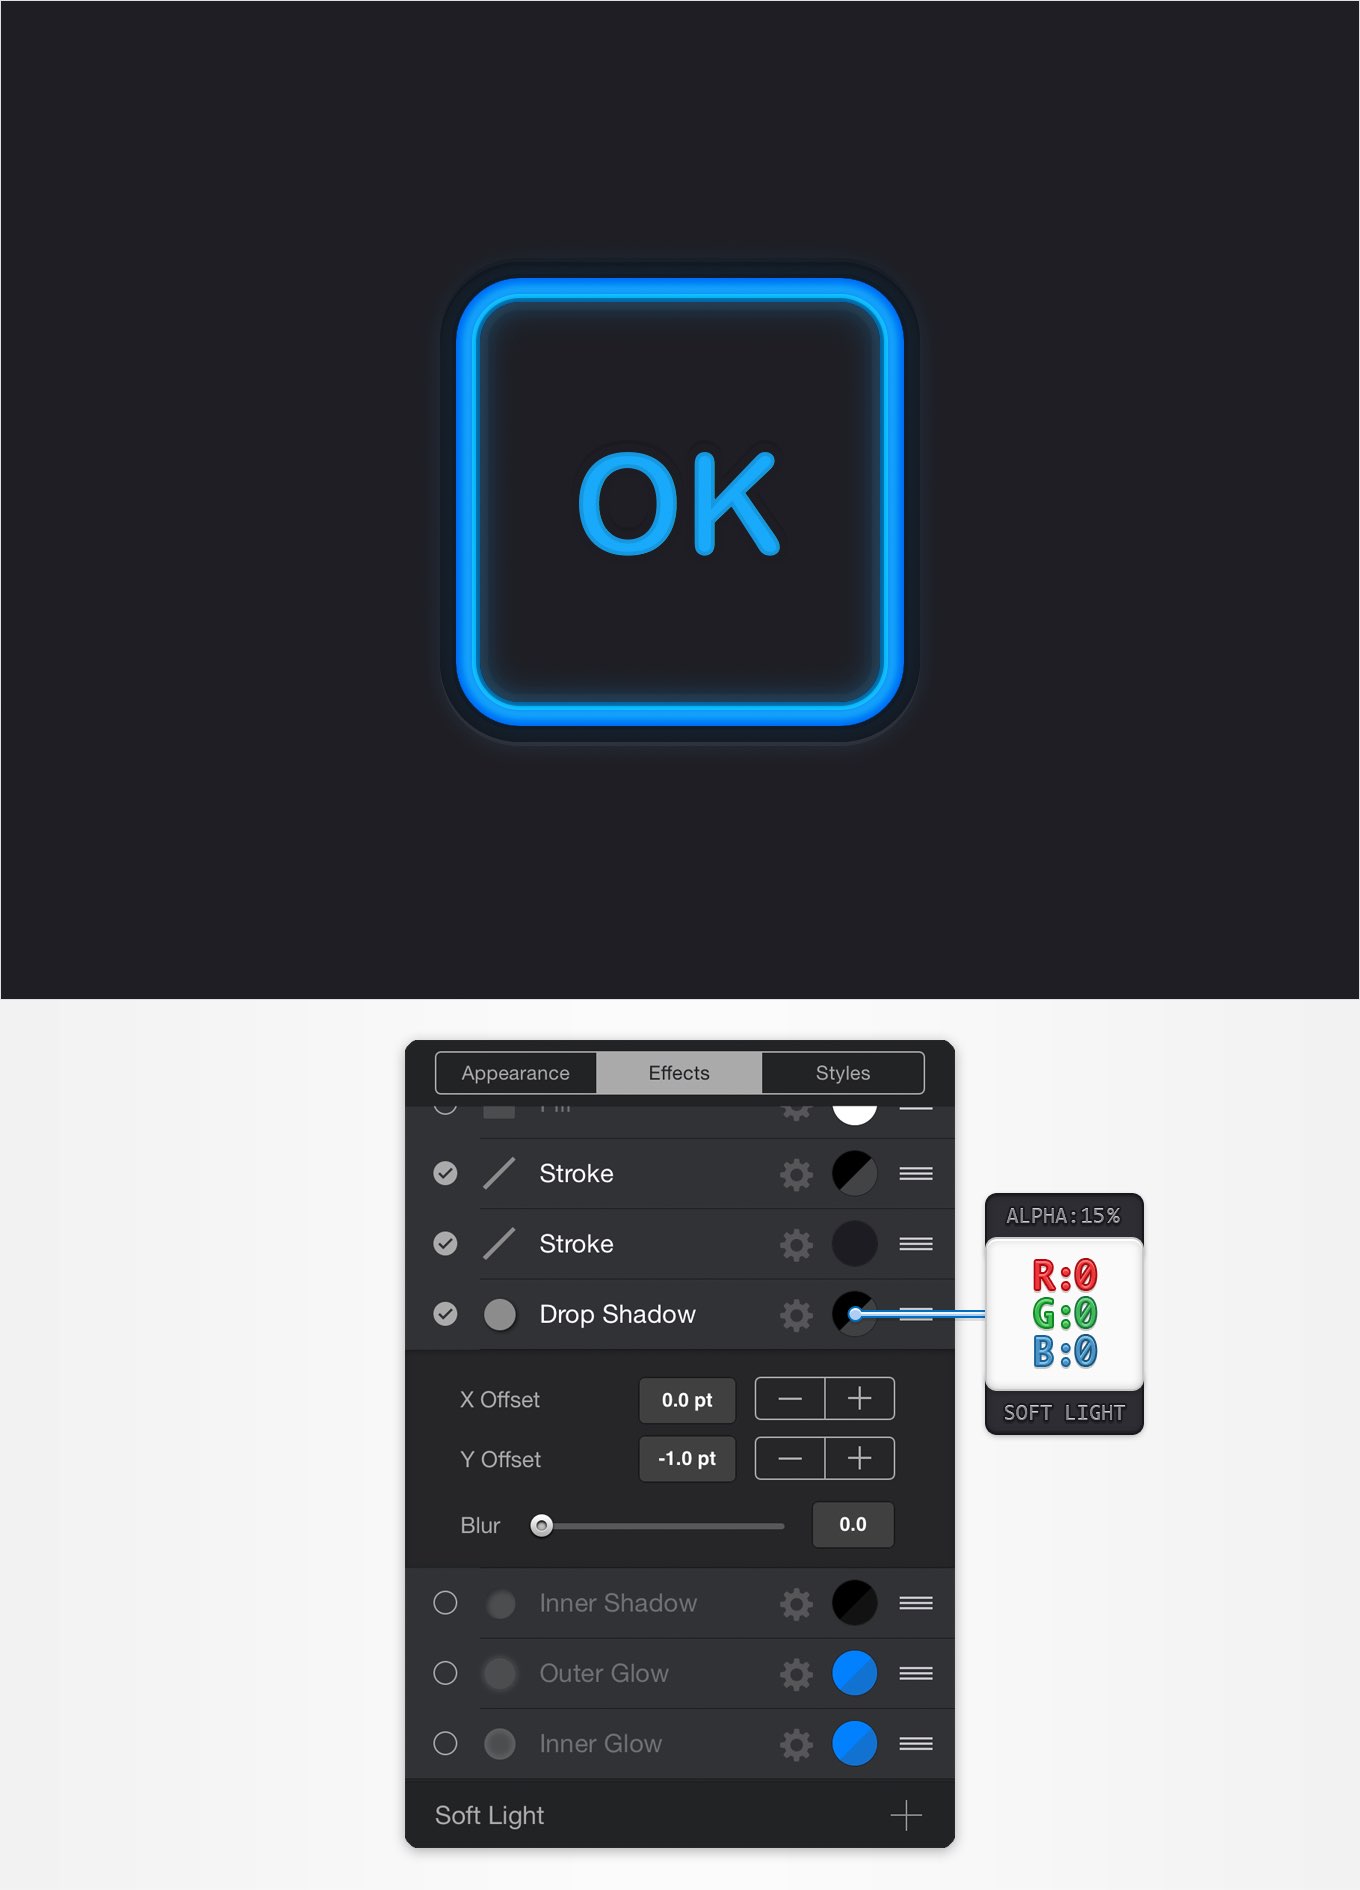 OK
Appearance Effects Styles
Fill
Stroke
Stroke
Drop Shadow
ALPHA:15%
R:0
G:0
B:0
SOFT LIGHT
X Offset 0.0 pt
Y Offset -1.0 pt
Blur 0.0
Inner Shadow
Outer Glow
Inner Glow
Soft Light